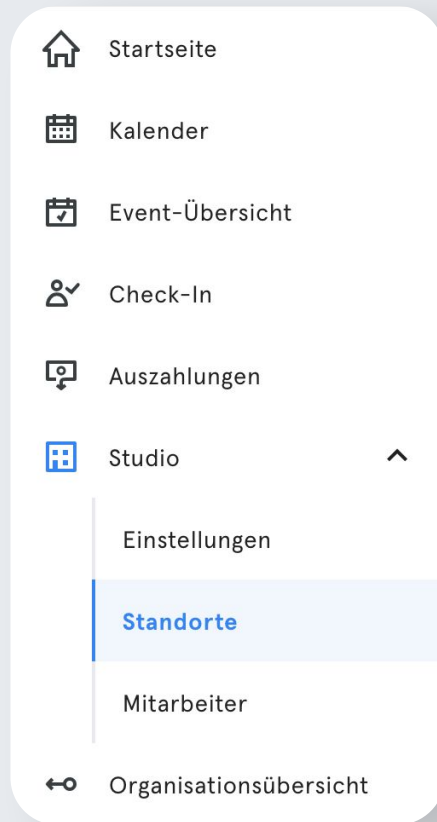 Startseite
Kalender
Event-Übersicht
Check-In
Auszahlungen
Studio
Einstellungen
Standorte
Mitarbeiter
Organisationsübersicht